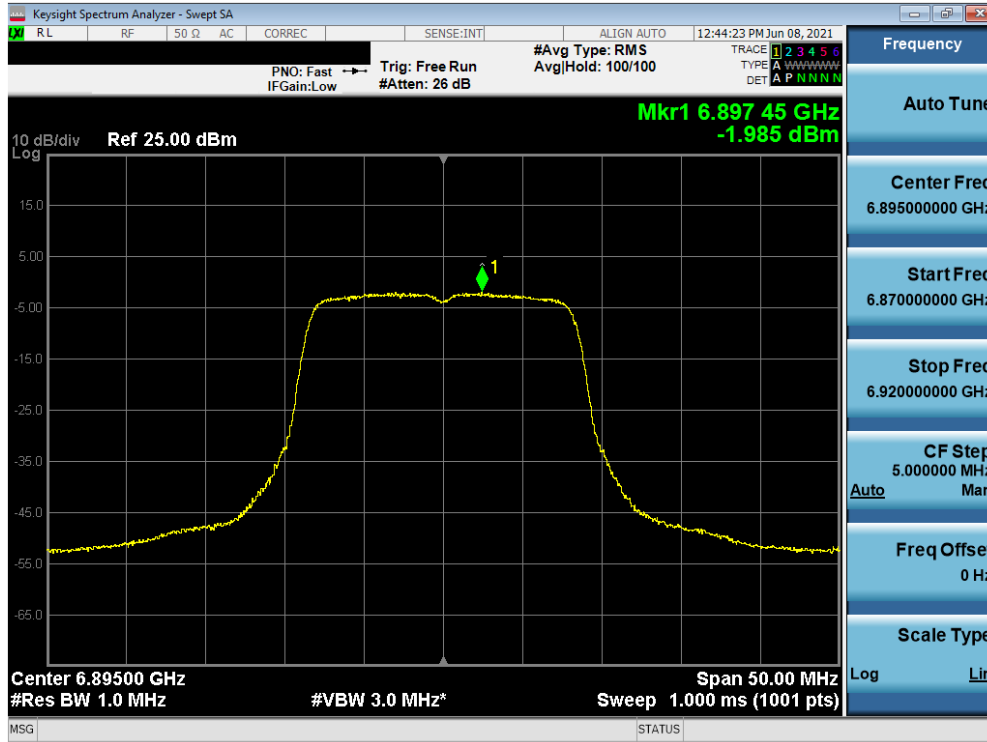 Keysight Spectrum Analyzer - Swept SA
LXI RL RF 50 Ω AC CORREC SENSE:INT ALIGN AUTO 12:44:23 PM Jun 08, 2021
PNO: Fast
IFGain:Low
Trig: Free Run
#Atten: 26 dB
#Avg Type: RMS
Avg|Hold: 100/100
TRACE 1 2 3 4 5 6
TYPE A WWWWW
DET A P N N N N
Mkr1 6.897 45 GHz
-1.985 dBm
10 dB/div Ref 25.00 dBm
Log
15.0
5.00
-5.00
-15.0
-25.0
-35.0
-45.0
-55.0
-65.0
1
Center 6.89500 GHz Span 50.00 MHz
#Res BW 1.0 MHz #VBW 3.0 MHz* Sweep 1.000 ms (1001 pts)
MSG STATUS
Frequency
Auto Tune
Center Freq
6.895000000 GHz
Start Freq
6.870000000 GHz
Stop Freq
6.920000000 GHz
CF Step
5.000000 MHz
Auto Man
Freq Offset
0 Hz
Scale Type
Log Lin